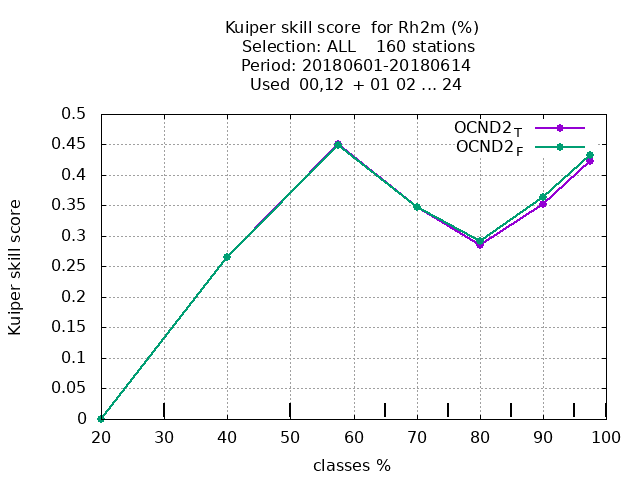 Kuiper skill score  for Rh2m (%)
Selection: ALL    160 stations
Period: 20180601-20180614
Used  00,12  + 01 02 ... 24
0.5
0.45
0.4
0.35
0.3
0.25
0.2
0.15
0.1
0.05
0
Kuiper skill score
OCND2T
OCND2F
20 30 40 50 60 70 80 90 100
classes %